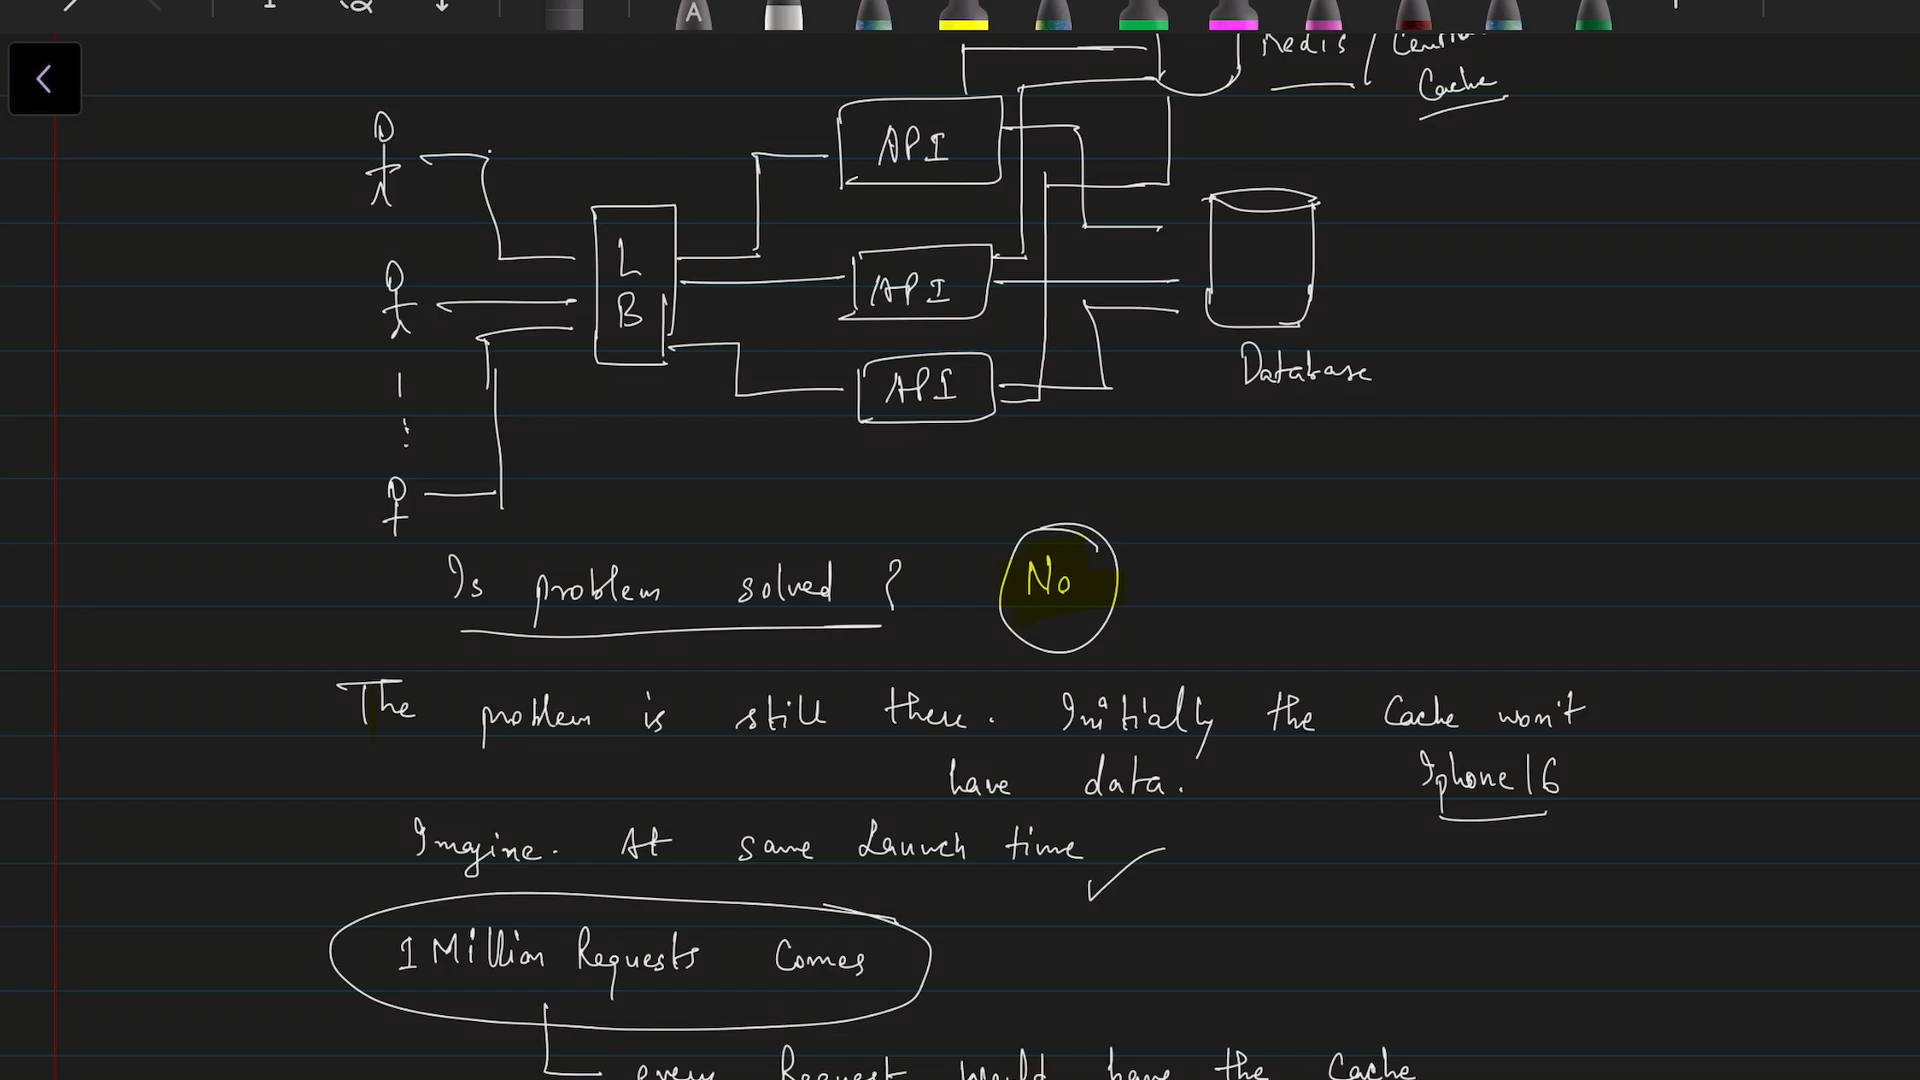 A
Redis / Central
Cache
API
L
B
API
API
Database
Is problem solved ? No
The problem is still there. Initially the Cache won't
have data. Iphone 16
Imagine. At same Launch time
1 Million Requests Comes
every Request would have the Cache